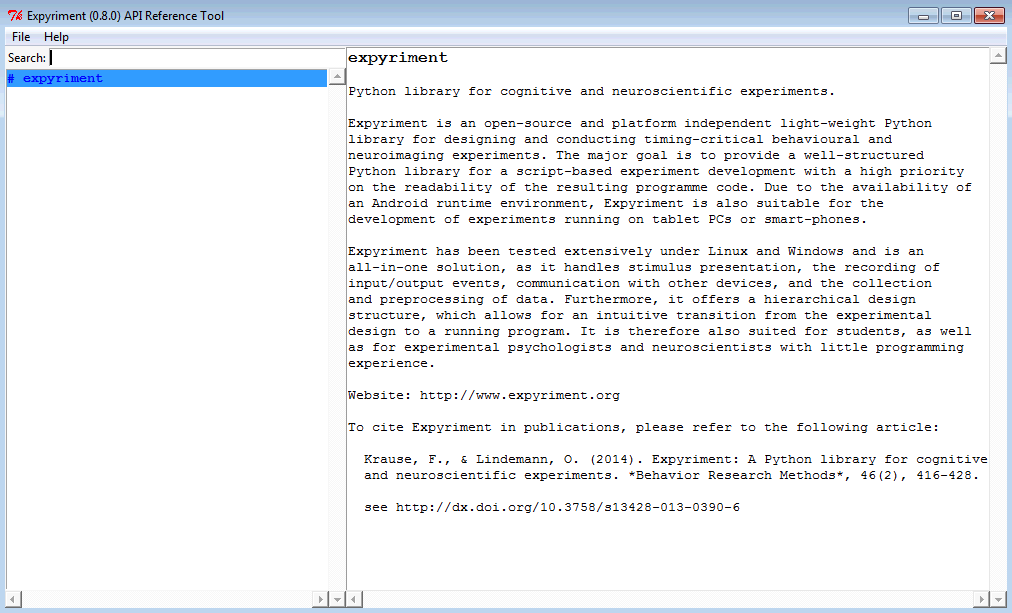 Expyriment (0.8.0) API Reference Tool
File Help
Search:
# expyriment
expyriment
Python library for cognitive and neuroscientific experiments.
Expyriment is an open-source and platform independent light-weight Python
library for designing and conducting timing-critical behavioural and
neuroimaging experiments. The major goal is to provide a well-structured
Python library for a script-based experiment development with a high priority
on the readability of the resulting programme code. Due to the availability of
an Android runtime environment, Expyriment is also suitable for the
development of experiments running on tablet PCs or smart-phones.
Expyriment has been tested extensively under Linux and Windows and is an
all-in-one solution, as it handles stimulus presentation, the recording of
input/output events, communication with other devices, and the collection
and preprocessing of data. Furthermore, it offers a hierarchical design
structure, which allows for an intuitive transition from the experimental
design to a running program. It is therefore also suited for students, as well
as for experimental psychologists and neuroscientists with little programming
experience.
Website: http://www.expyriment.org
To cite Expyriment in publications, please refer to the following article:
Krause, F., & Lindemann, O. (2014). Expyriment: A Python library for cognitive
and neuroscientific experiments. *Behavior Research Methods*, 46(2), 416-428.
see http://dx.doi.org/10.3758/s13428-013-0390-6